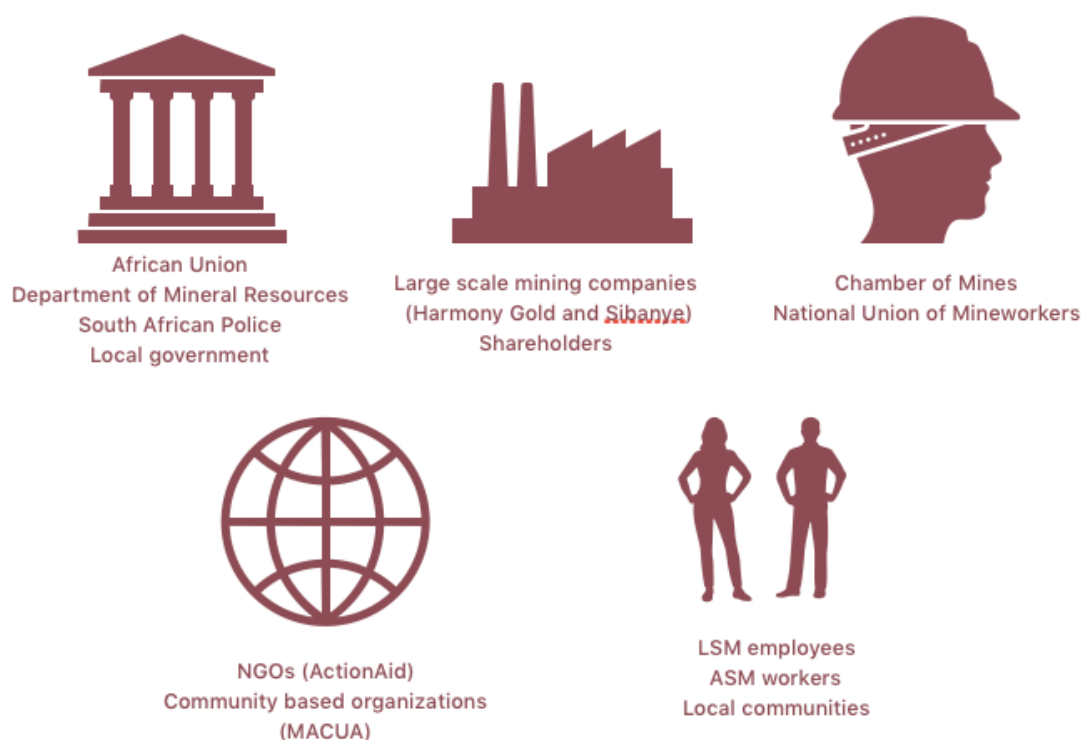 African Union
Department of Mineral Resources
South African Police
Local government
Large scale mining companies
(Harmony Gold and Sibanye)
Shareholders
Chamber of Mines
National Union of Mineworkers
NGOs (ActionAid)
Community based organizations
(MACUA)
LSM employees
ASM workers
Local communities